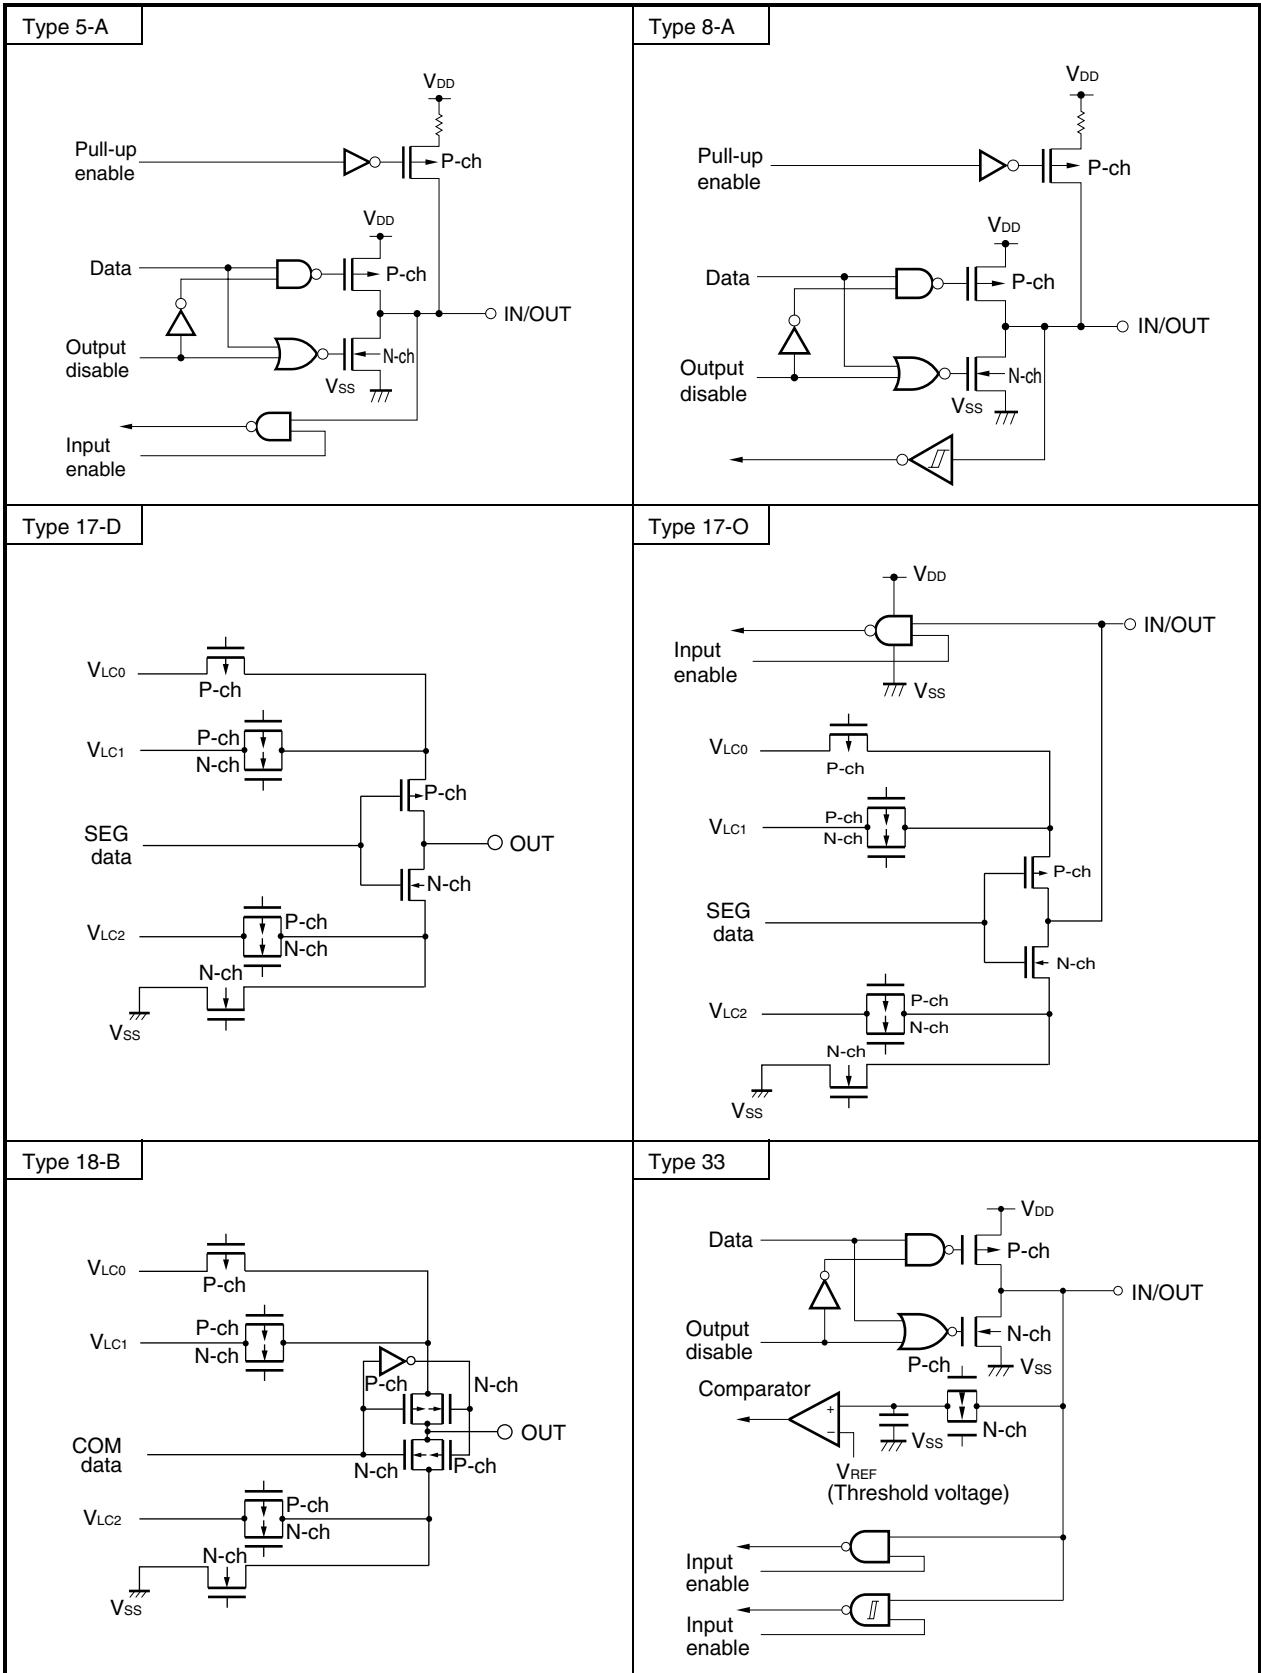 Type 5-A
VDD
Pull-up
enable
P-ch
VDD
Data
P-ch
IN/OUT
Output
disable
N-ch
VSS
Input
enable
Type 8-A
VDD
Pull-up
enable
P-ch
VDD
Data
P-ch
IN/OUT
Output
disable
N-ch
VSS
Type 17-D
VLC0
P-ch
VLC1
P-ch
N-ch
P-ch
SEG
data
OUT
N-ch
VLC2
P-ch
N-ch
N-ch
VSS
Type 17-O
VDD
IN/OUT
Input
enable
VSS
VLC0
P-ch
VLC1
P-ch
N-ch
P-ch
SEG
data
N-ch
VLC2
P-ch
N-ch
N-ch
VSS
Type 18-B
VLC0
P-ch
VLC1
P-ch
N-ch
P-ch
N-ch
OUT
COM
data
N-ch
P-ch
VLC2
P-ch
N-ch
N-ch
VSS
Type 33
VDD
Data
P-ch
IN/OUT
Output
disable
N-ch
VSS
P-ch
Comparator
+
−
N-ch
VSS
VREF
(Threshold voltage)
Input
enable
Input
enable